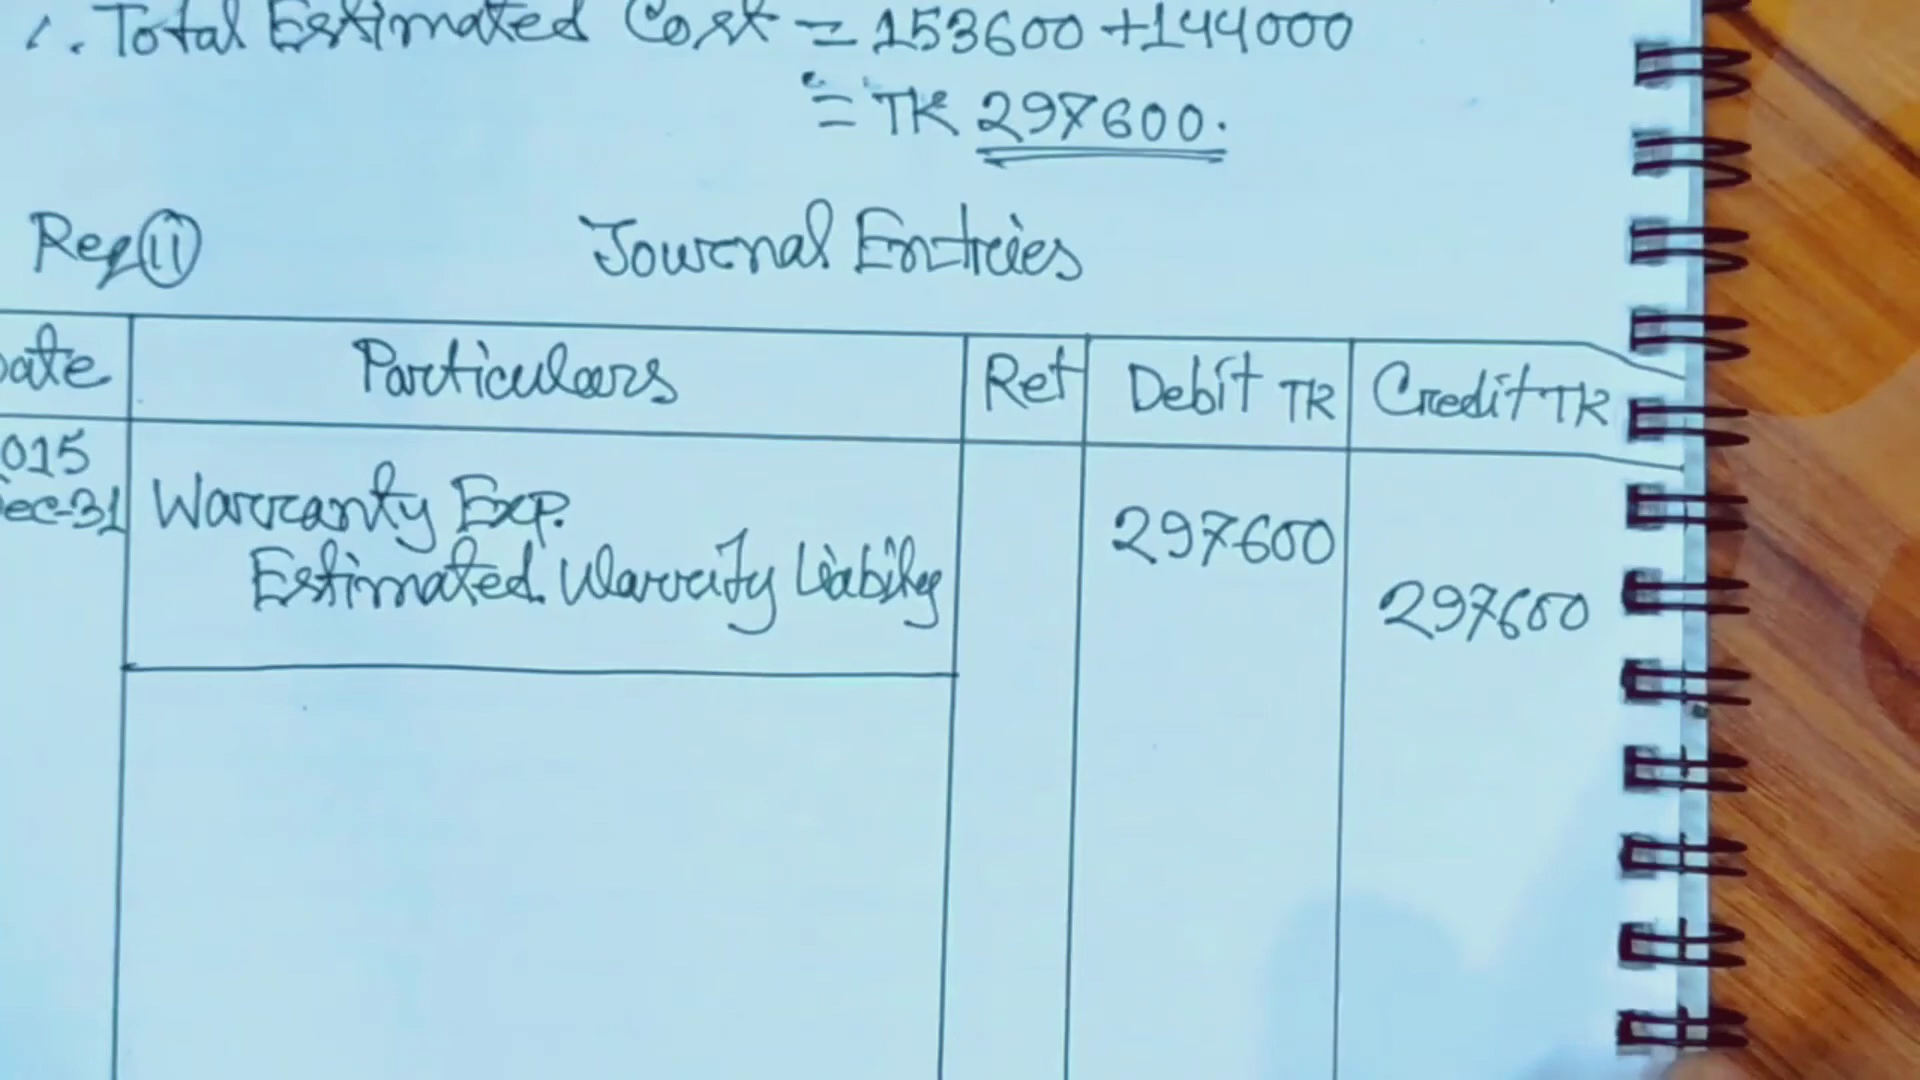 ∴ Total Estimated Cost = 153600 + 144000
= TK 297600.
Req (ii) Journal Entries
ate Particulars Ref Debit TK Credit TK
015
ec-31 Warranty Exp. 297600
Estimated Warraity Liability 297600